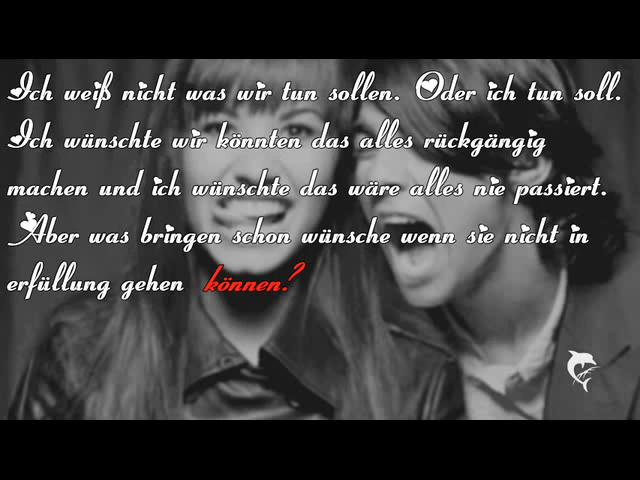 Ich weiß nicht was wir tun sollen. Oder ich tun soll.
Ich wünschte wir könnten das alles rückgängig
machen und ich wünschte das wäre alles nie passiert.
Aber was bringen schon wünsche wenn sie nicht in
erfüllung gehen können?